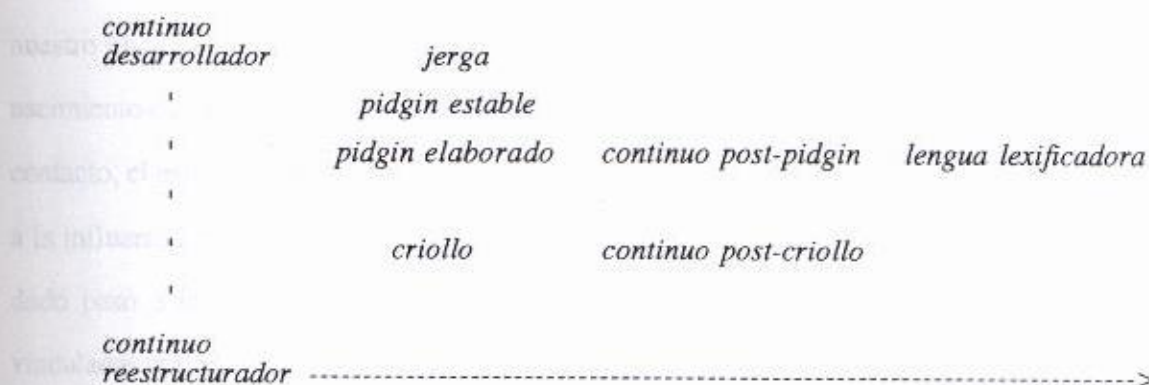 continuo
desarrollador jerga
pidgin estable
pidgin elaborado continuo post-pidgin lengua lexificadora
criollo continuo post-criollo
continuo
reestructurador ------------------------------------------------>